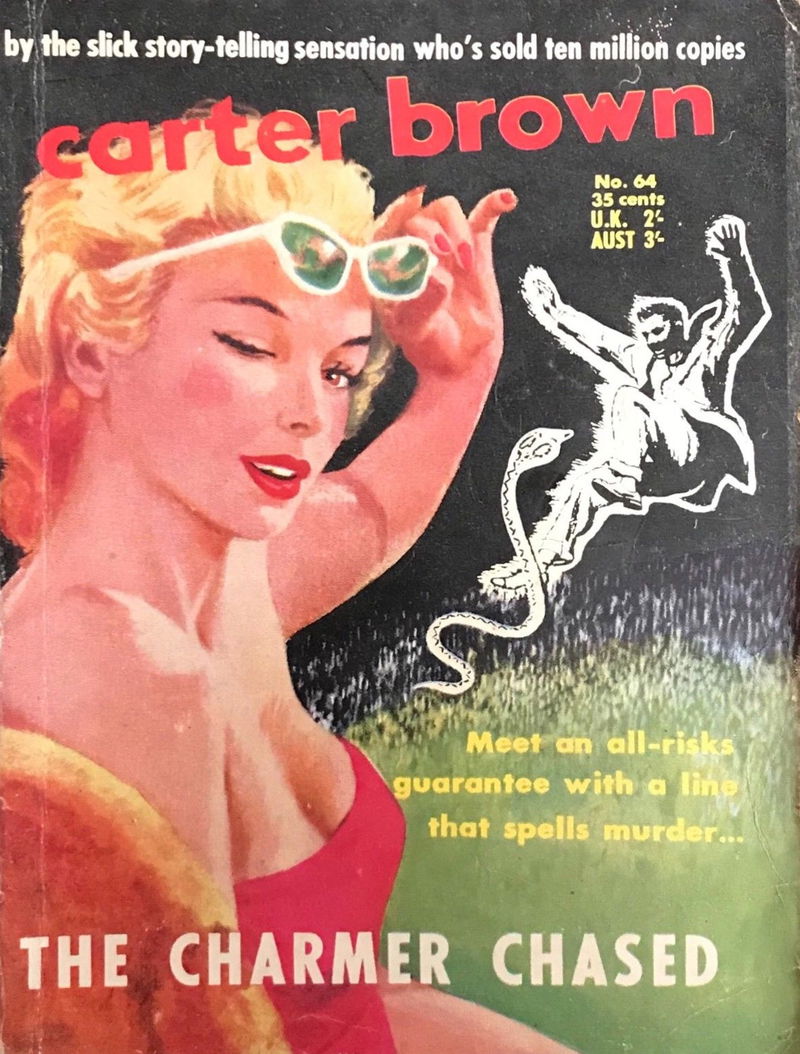 by the slick story-telling sensation who's sold ten million copies
carter brown
No. 64
35 cents
U.K. 2'-
AUST 3'-
Meet an all-risks
guarantee with a line
that spells murder...
THE CHARMER CHASED